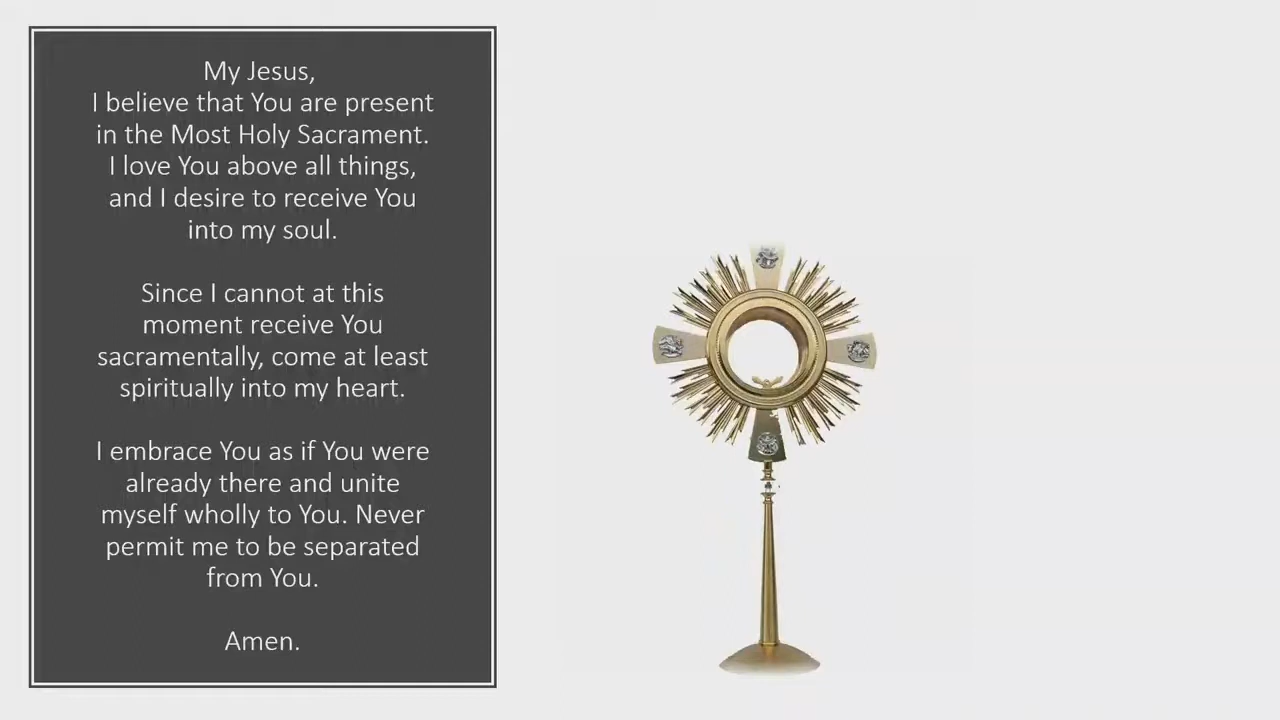 My Jesus,
I believe that You are present
in the Most Holy Sacrament.
I love You above all things,
and I desire to receive You
into my soul.
Since I cannot at this
moment receive You
sacramentally, come at least
spiritually into my heart.
I embrace You as if You were
already there and unite
myself wholly to You. Never
permit me to be separated
from You.
Amen.